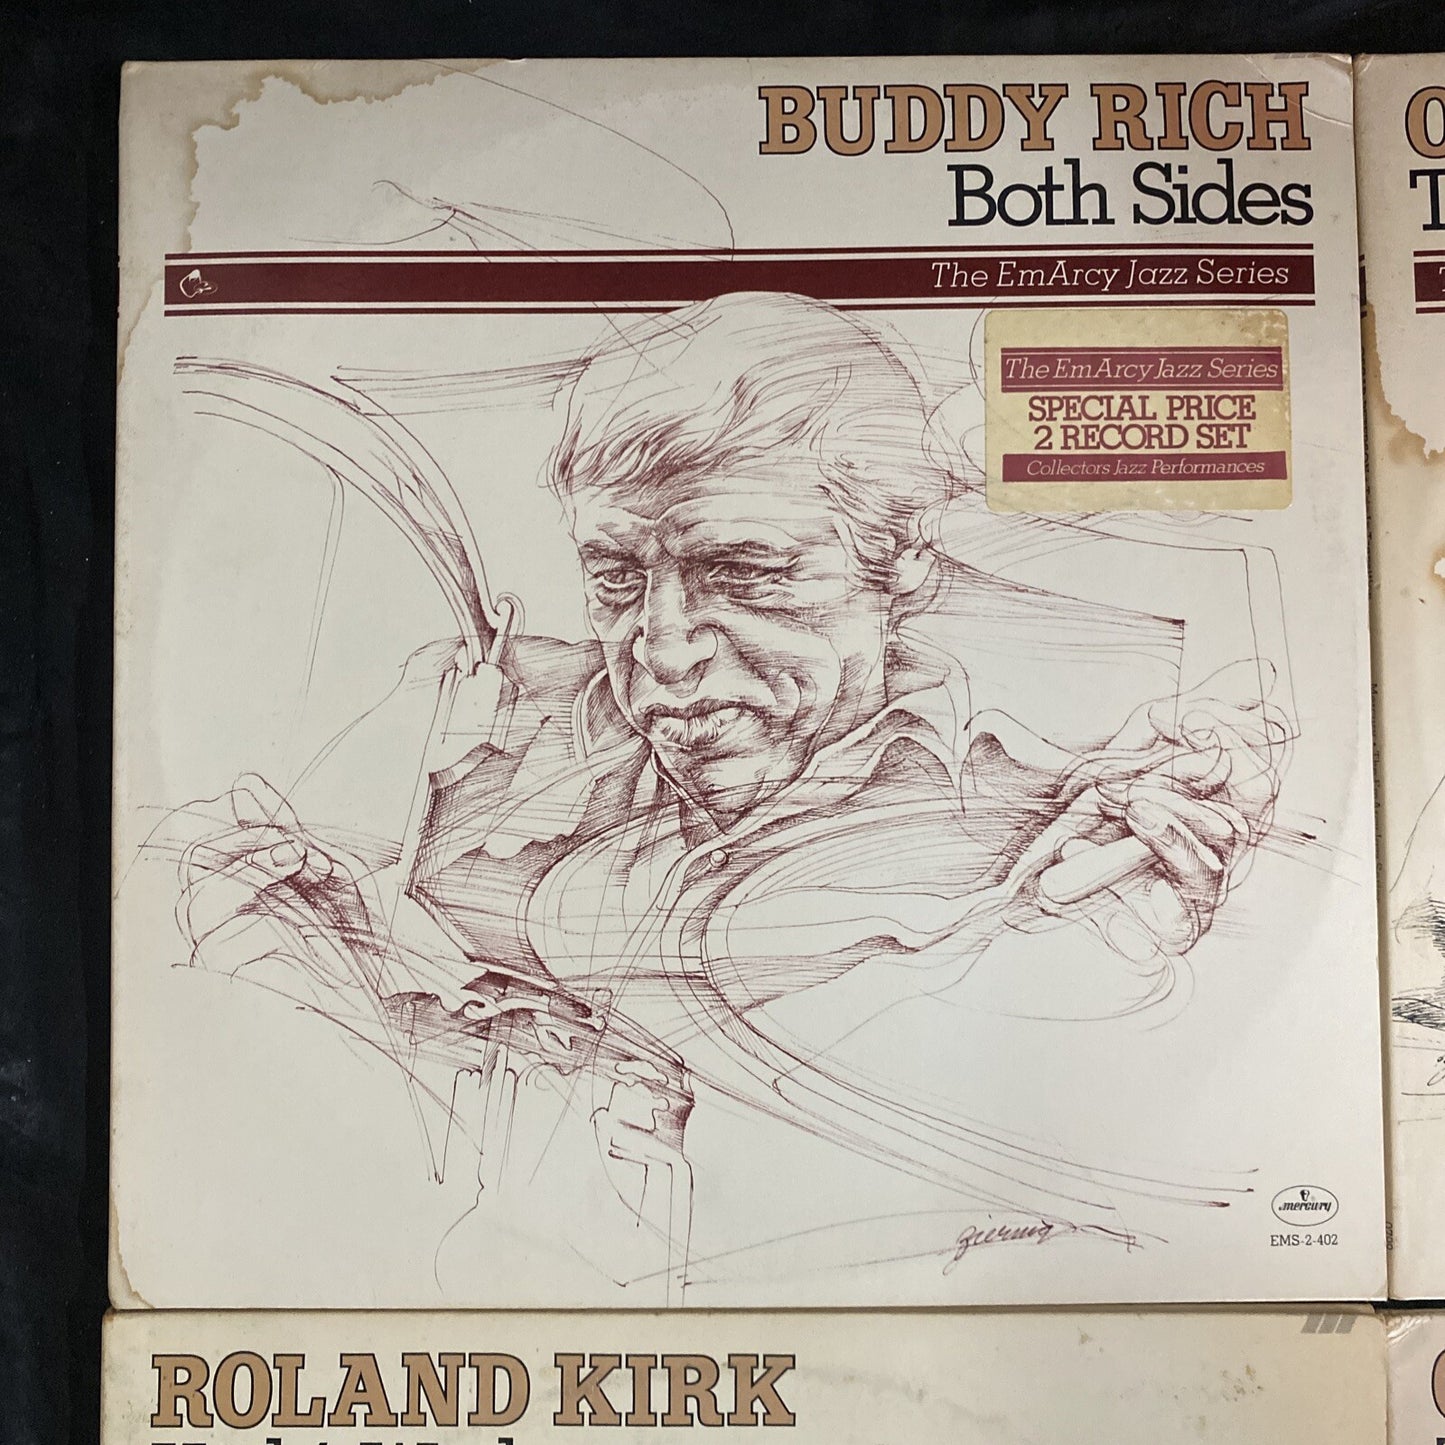 BUDDY RICH
Both Sides
The EmArcy Jazz Series
The EmArcy Jazz Series
SPECIAL PRICE
2 RECORD SET
Collectors Jazz Performances
mercury
EMS-2-402
ROLAND KIRK